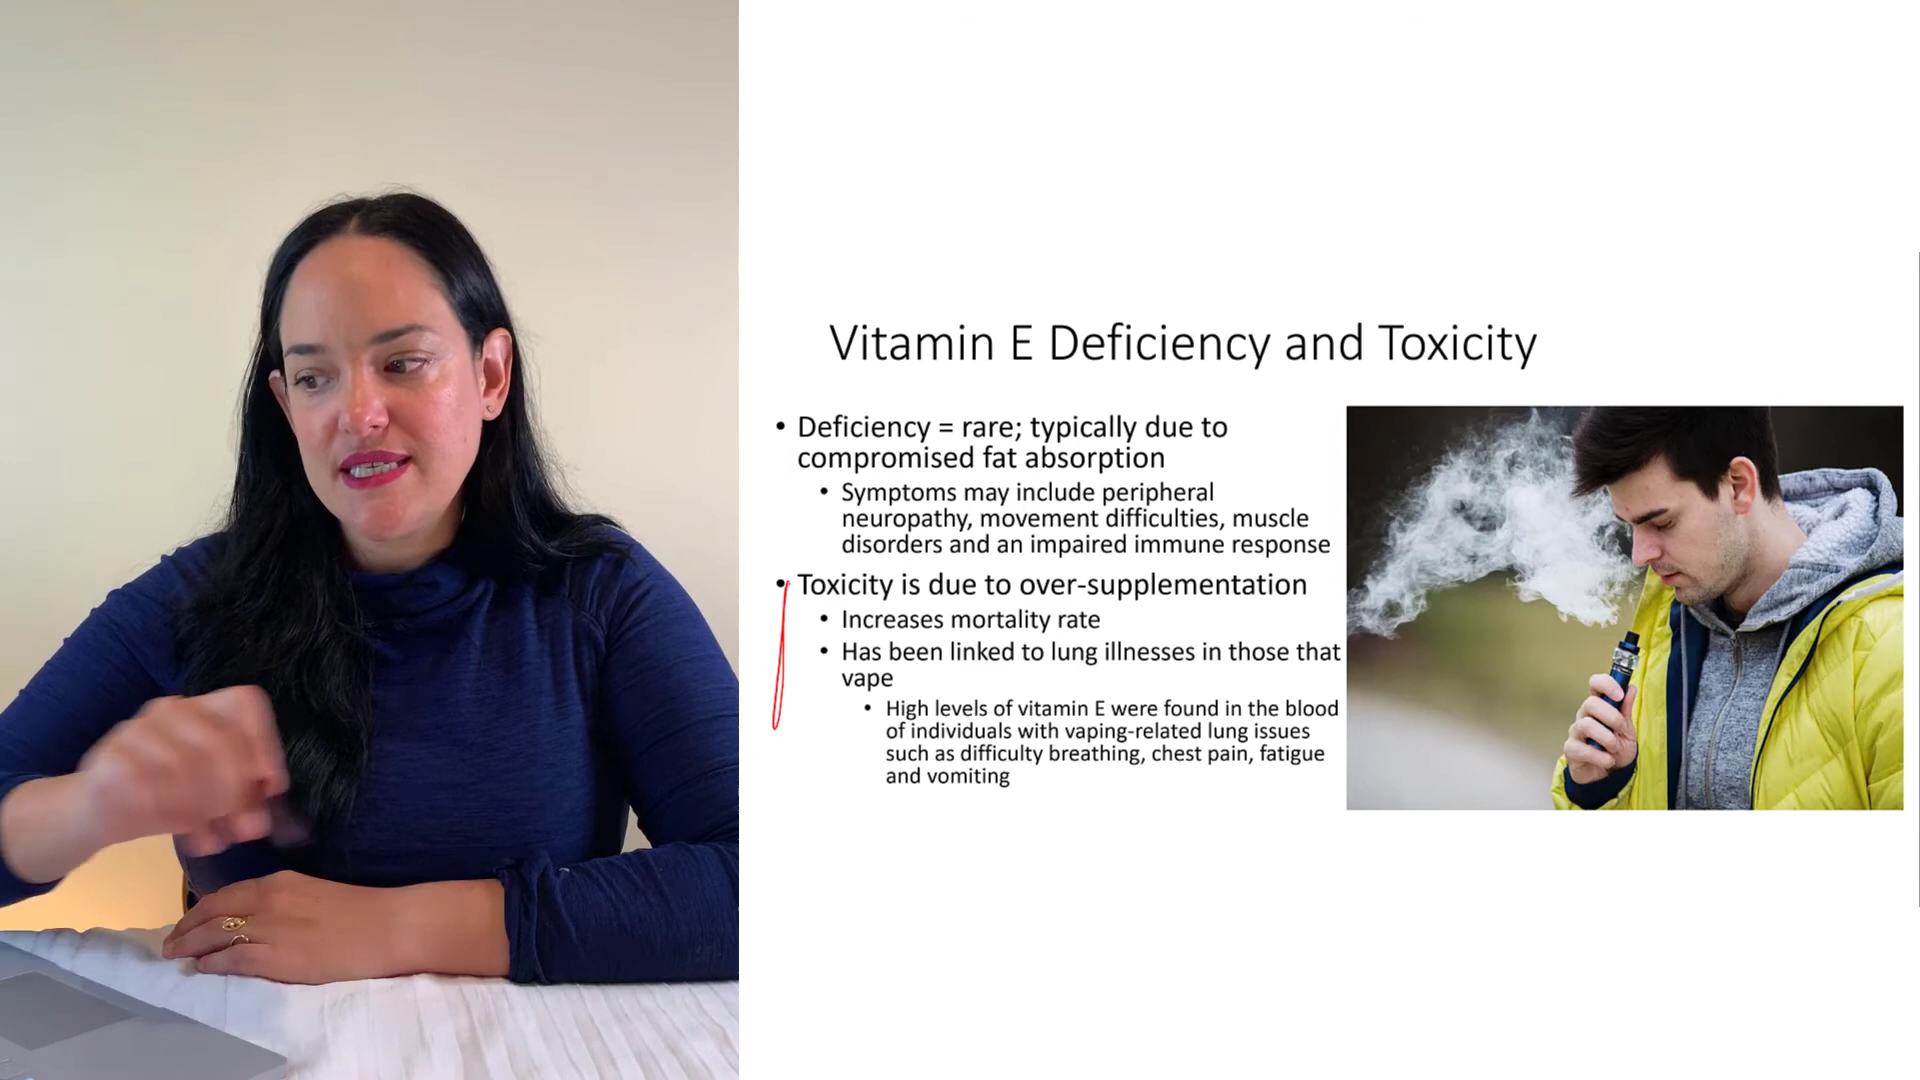 Vitamin E Deficiency and Toxicity
• Deficiency = rare; typically due to
compromised fat absorption
• Symptoms may include peripheral
neuropathy, movement difficulties, muscle
disorders and an impaired immune response
• Toxicity is due to over-supplementation
• Increases mortality rate
• Has been linked to lung illnesses in those that
vape
• High levels of vitamin E were found in the blood
of individuals with vaping-related lung issues
such as difficulty breathing, chest pain, fatigue
and vomiting